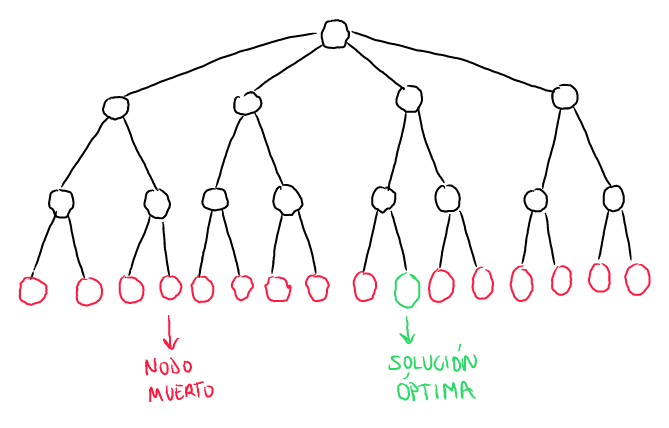 NODO
MUERTO
SOLUCIÓN
ÓPTIMA